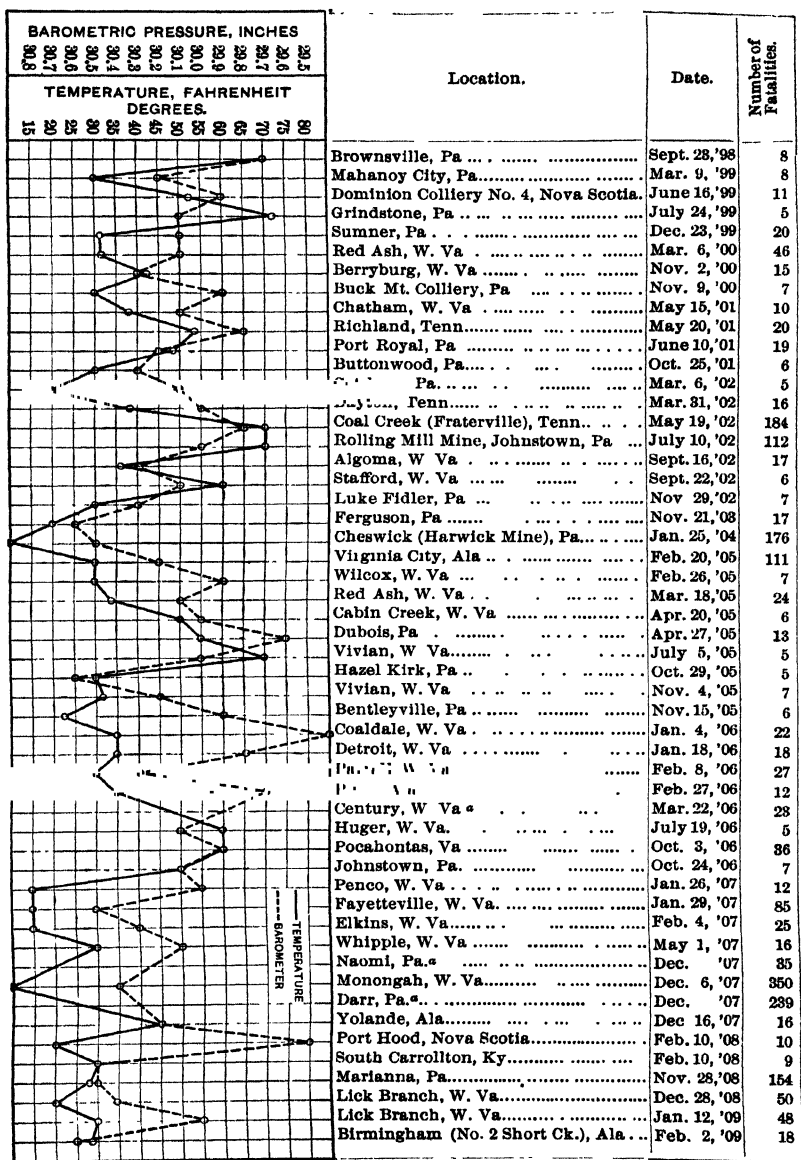 BAROMETRIC PRESSURE, INCHES
30.8 30.7 30.6 30.5 30.4 30.3 30.2 30.1 30.0 29.9 29.8 29.7 29.6 29.5
TEMPERATURE, FAHRENHEIT
DEGREES.
15 20 25 30 35 40 45 50 55 60 65 70 75 80
Location. Date. Number of Fatalities.
Brownsville, Pa Sept. 23,'98 8
Mahanoy City, Pa Mar. 9, '99 8
Dominion Colliery No. 4, Nova Scotia. June 16,'99 11
Grindstone, Pa July 24,'99 5
Sumner, Pa Dec. 23,'99 20
Red Ash, W. Va Mar. 6,'00 46
Berryburg, W. Va Nov. 2,'00 15
Buck Mt. Colliery, Pa Nov. 9,'00 7
Chatham, W. Va May 15,'01 10
Richland, Tenn May 20,'01 20
Port Royal, Pa June 10,'01 19
Buttonwood, Pa Oct. 25,'01 6
Pa. Mar. 6,'02 5
Tenn Mar. 31,'02 16
Coal Creek (Fraterville), Tenn May 19,'02 184
Rolling Mill Mine, Johnstown, Pa July 10,'02 112
Algoma, W Va Sept. 16,'02 17
Stafford, W. Va Sept. 22,'02 6
Luke Fidler, Pa Nov 29,'02 7
Ferguson, Pa Nov. 21,'03 17
Cheswick (Harwick Mine), Pa Jan. 25, '04 176
Virginia City, Ala Feb. 20,'05 111
Wilcox, W. Va Feb. 26,'05 7
Red Ash, W. Va Mar. 18,'05 24
Cabin Creek, W. Va Apr. 20,'05 6
Dubois, Pa Apr. 27,'05 13
Vivian, W Va July 5,'05 5
Hazel Kirk, Pa Oct. 29,'05 5
Vivian, W. Va Nov. 4,'05 7
Bentleyville, Pa Nov. 15,'05 6
Coaldale, W. Va Jan. 4,'06 22
Detroit, W. Va Jan. 18,'06 18
Feb. 8, '06 27
Feb. 27,'06 12
Century, W Va a Mar. 22,'06 23
Huger, W. Va. July 19,'06 5
Pocahontas, Va Oct. 3, '06 36
Johnstown, Pa. Oct. 24,'06 7
Penco, W. Va Jan. 26,'07 12
Fayetteville, W. Va. Jan. 29,'07 85
Elkins, W. Va Feb. 4,'07 25
Whipple, W. Va May 1,'07 16
Naomi, Pa.a Dec. '07 35
Monongah, W. Va Dec. 6,'07 350
Darr, Pa.a Dec. '07 239
Yolande, Ala Dec 16,'07 16
Port Hood, Nova Scotia Feb. 10,'08 10
South Carrollton, Ky Feb. 10,'08 9
Marianna, Pa Nov. 28,'08 154
Lick Branch, W. Va Dec. 28,'08 50
Lick Branch, W. Va Jan. 12,'09 48
Birmingham (No. 2 Short Ck.), Ala Feb. 2, '09 18
TEMPERATURE
BAROMETER